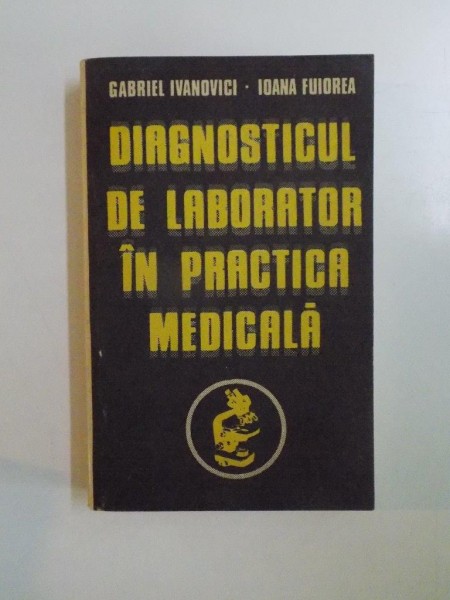 GABRIEL IVANOVICI · IOANA FUIOREA
DIAGNOSTICUL
DE LABORATOR
ÎN PRACTICA
MEDICALĂ